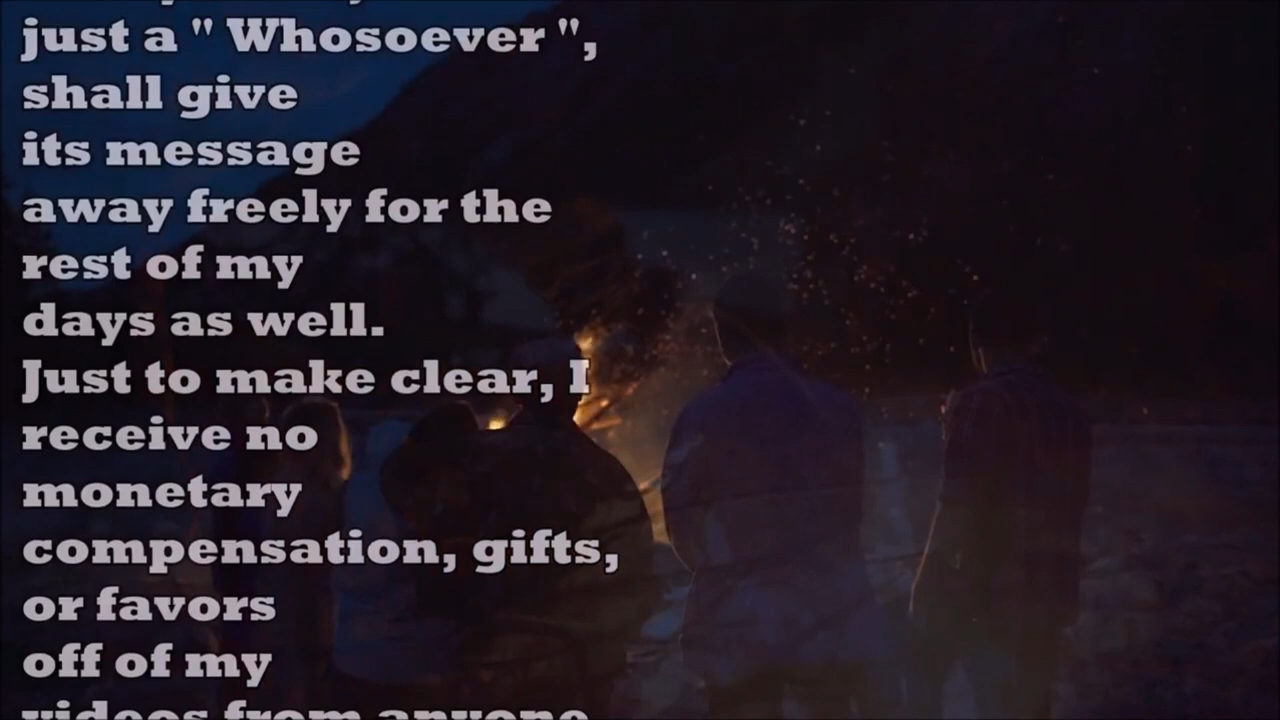 just a " Whosoever ",
shall give
its message
away freely for the
rest of my
days as well.
Just to make clear, I
receive no
monetary
compensation, gifts,
or favors
off of my
videos from anyone